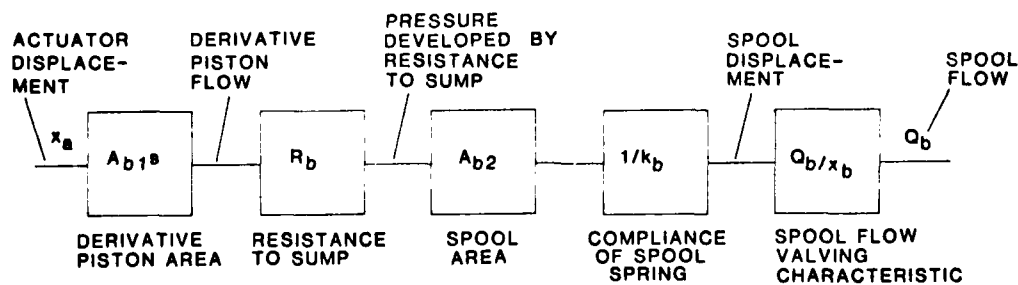 ACTUATOR
DISPLACE-
MENT
DERIVATIVE
PISTON
FLOW
PRESSURE
DEVELOPED BY
RESISTANCE
TO SUMP
SPOOL
DISPLACE-
MENT
SPOOL
FLOW
xa
Ab1s
Rb
Ab2
1/kb
Qb/xb
Qb
DERIVATIVE
PISTON AREA
RESISTANCE
TO SUMP
SPOOL
AREA
COMPLIANCE
OF SPOOL
SPRING
SPOOL FLOW
VALVING
CHARACTERISTIC